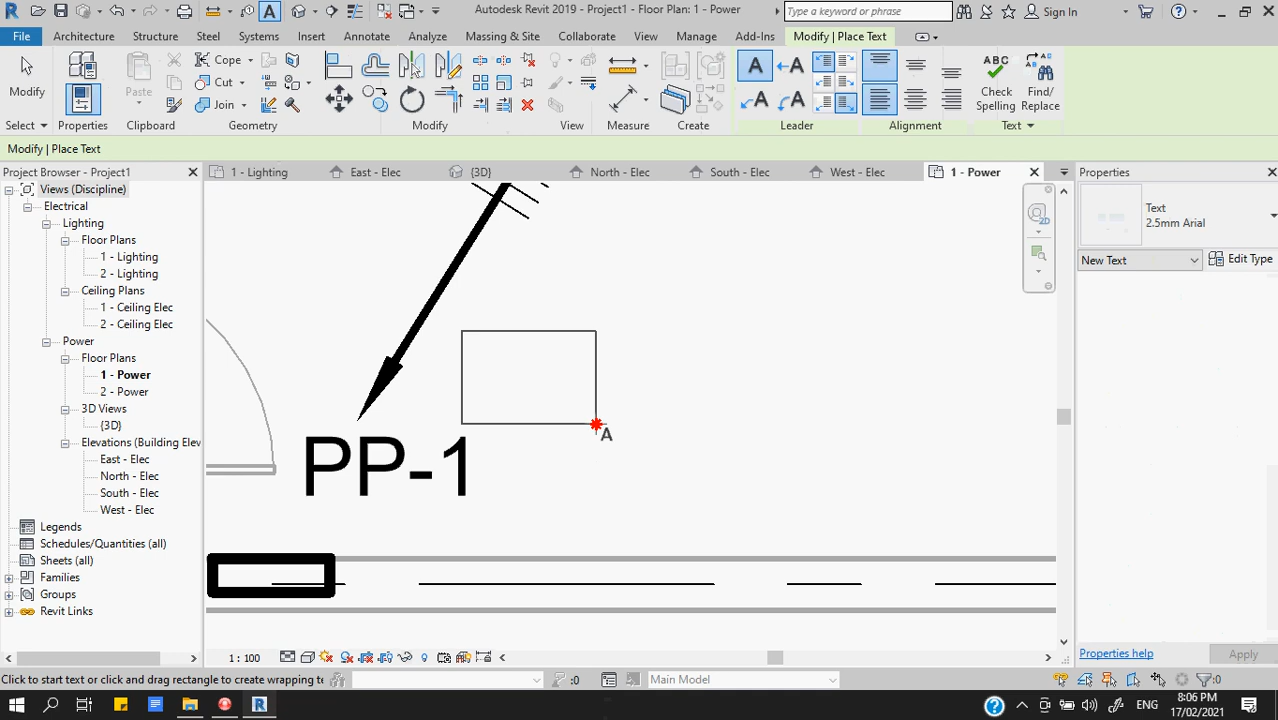 Autodesk Revit 2019 - Project1 - Floor Plan: 1 - Power
Type a keyword or phrase
Sign In
File
Architecture
Structure
Steel
Systems
Insert
Annotate
Analyze
Massing & Site
Collaborate
View
Manage
Add-Ins
Modify | Place Text
Modify
Paste
Cope
Cut
Join
Check
Spelling
Find/
Replace
Select
Properties
Clipboard
Geometry
Modify
View
Measure
Create
Leader
Alignment
Text
Modify | Place Text
Project Browser - Project1
1 - Lighting
East - Elec
{3D}
North - Elec
South - Elec
West - Elec
1 - Power
Properties
Views (Discipline)
Electrical
Lighting
Floor Plans
1 - Lighting
2 - Lighting
Ceiling Plans
1 - Ceiling Elec
2 - Ceiling Elec
Power
Floor Plans
1 - Power
2 - Power
3D Views
{3D}
Elevations (Building Elev
East - Elec
North - Elec
South - Elec
West - Elec
Legends
Schedules/Quantities (all)
Sheets (all)
Families
Groups
Revit Links
2D
A
PP-1
Text
2.5mm Arial
New Text
Edit Type
Properties help
Apply
1 : 100
Click to start text or click and drag rectangle to create wrapping te
:0
Main Model
:0
ENG
8:06 PM
17/02/2021